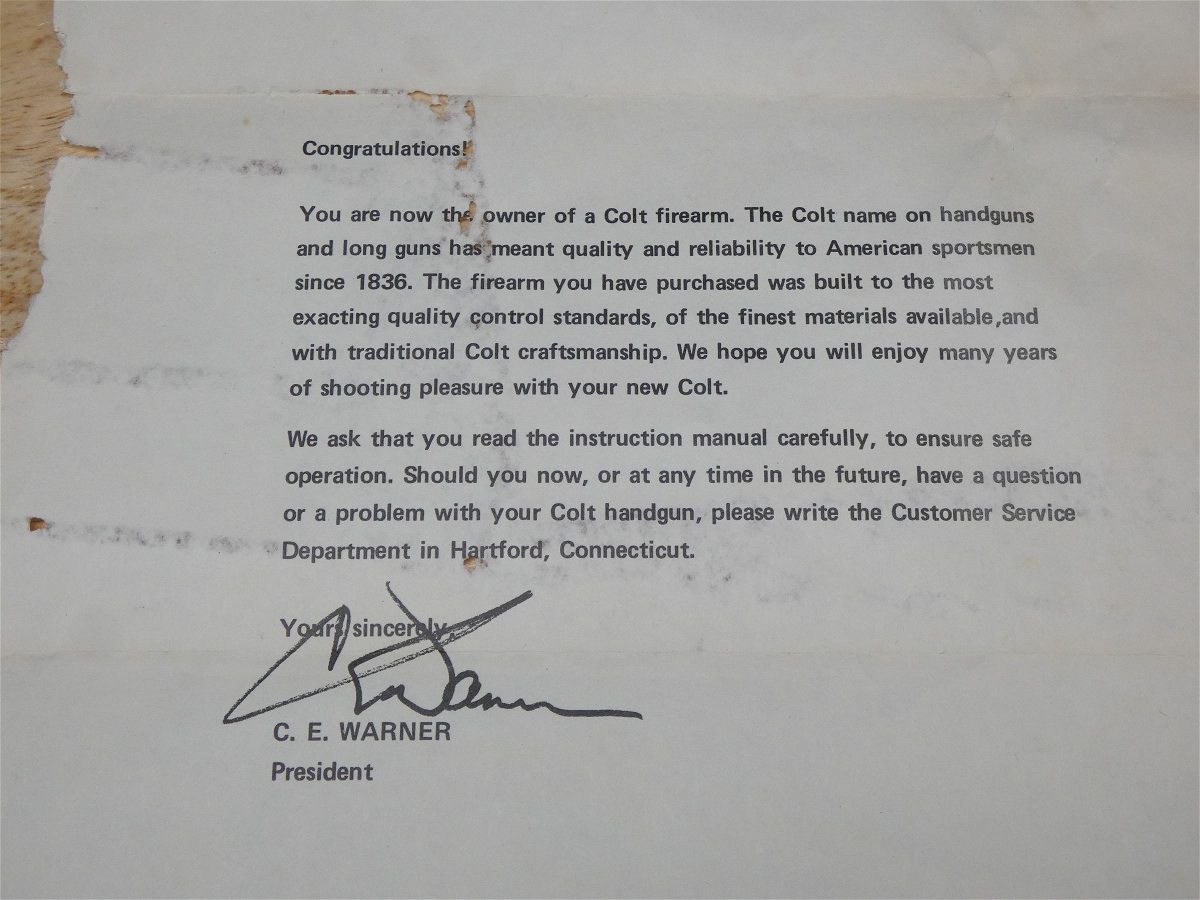 Congratulations!
You are now the owner of a Colt firearm. The Colt name on handguns
and long guns has meant quality and reliability to American sportsmen
since 1836. The firearm you have purchased was built to the most
exacting quality control standards, of the finest materials available,and
with traditional Colt craftsmanship. We hope you will enjoy many years
of shooting pleasure with your new Colt.
We ask that you read the instruction manual carefully, to ensure safe
operation. Should you now, or at any time in the future, have a question
or a problem with your Colt handgun, please write the Customer Service
Department in Hartford, Connecticut.
Yours sincerely,
C E Warner
C. E. WARNER
President